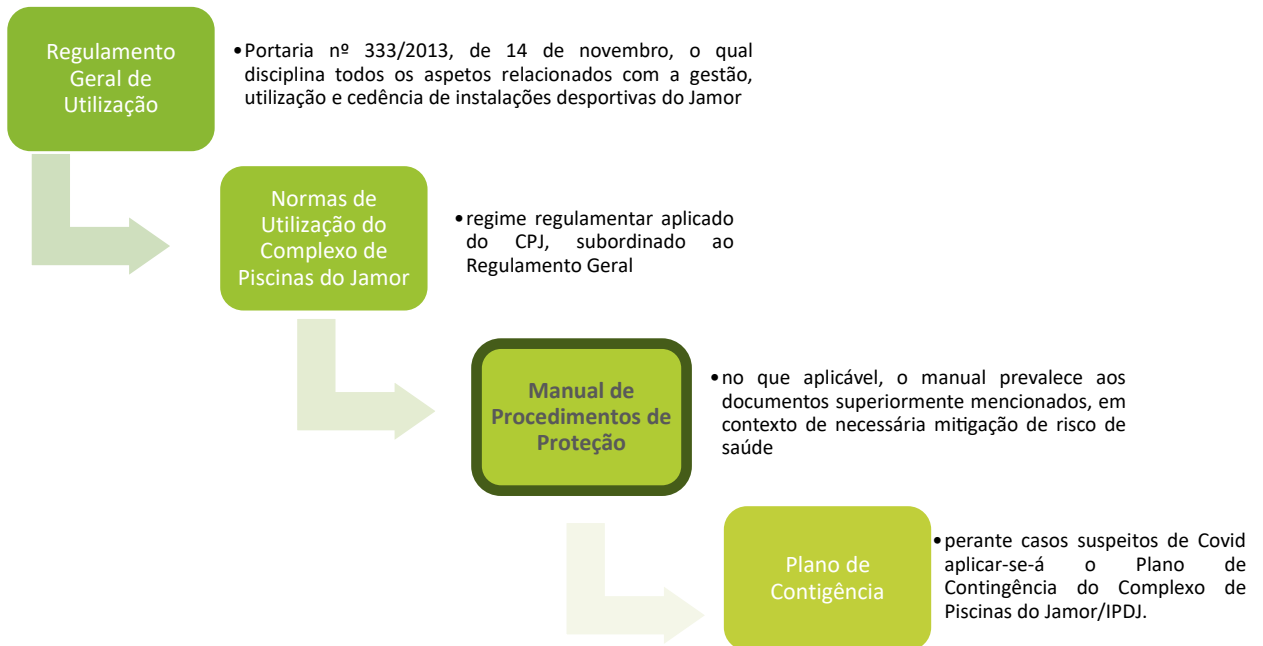 Regulamento
Geral de
Utilização
•Portaria nº 333/2013, de 14 de novembro, o qual
disciplina todos os aspetos relacionados com a gestão,
utilização e cedência de instalações desportivas do Jamor
Normas de
Utilização do
Complexo de
Piscinas do Jamor
•regime regulamentar aplicado
do CPJ, subordinado ao
Regulamento Geral
Manual de
Procedimentos de
Proteção
•no que aplicável, o manual prevalece aos
documentos superiormente mencionados, em
contexto de necessária mitigação de risco de
saúde
Plano de
Contigência
•perante casos suspeitos de Covid
aplicar-se-á o Plano de
Contingência do Complexo de
Piscinas do Jamor/IPDJ.